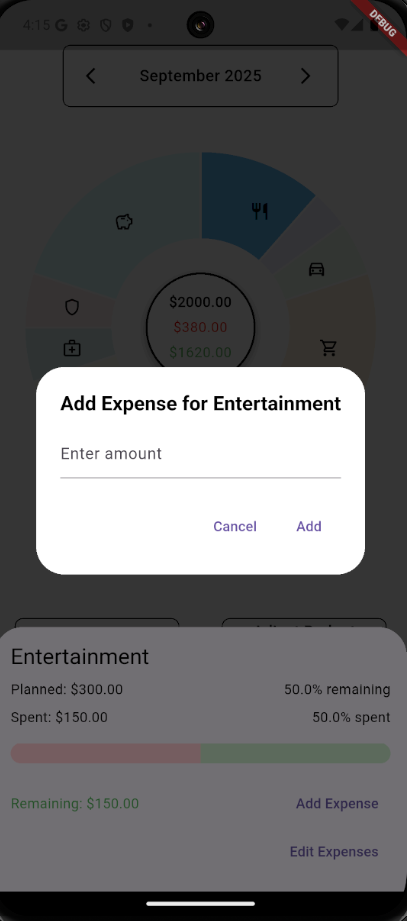 4:15
DEBUG
September 2025
$2000.00
$380.00
$1620.00
Add Expense for Entertainment
Enter amount
Cancel Add
Entertainment
Planned: $300.00 50.0% remaining
Spent: $150.00 50.0% spent
Remaining: $150.00 Add Expense
Edit Expenses